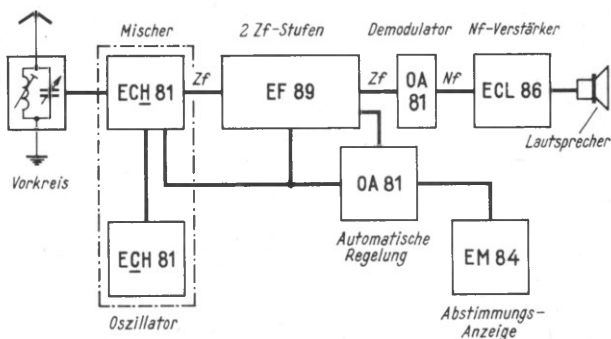 Mischer
2 Zf-Stufen
Demodulator
Nf-Verstärker
ECH 81
Zf
EF 89
Zf
OA
81
Nf
ECL 86
Lautsprecher
Vorkreis
OA 81
ECH 81
Automatische
Regelung
EM 84
Oszillator
Abstimmungs-
Anzeige